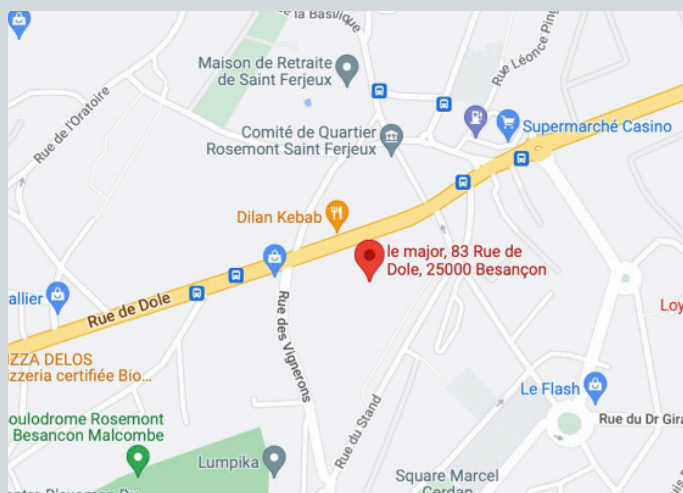 de la Basilique
Rue Léonce Ping
Maison de Retraite
de Saint Ferjeux
Rue de l'Oratoire
Comité de Quartier
Rosemont Saint Ferjeux
Supermarché Casino
Dilan Kebab
le major, 83 Rue de
Dole, 25000 Besançon
allier
Rue de Dole
Rue des Vignerons
Loy
IZZA DELOS
izzeria certifiée Bio...
Le Flash
Rue du Dr Gira
oulodrome Rosemont
Besancon Malcombe
Rue du Stand
Lumpika
Square Marcel
Cerdan